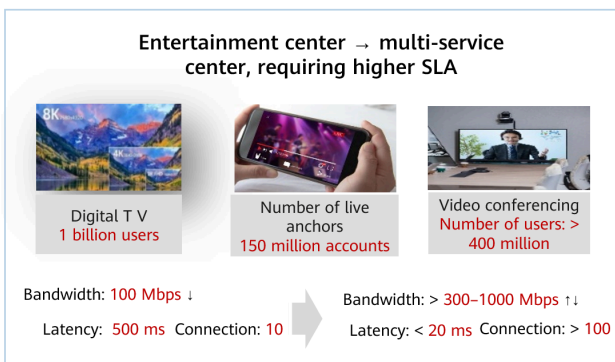 Entertainment center → multi-service
center, requiring higher SLA
8K
4K
Digital T V
1 billion users
Number of live
anchors
150 million accounts
Video conferencing
Number of users: >
400 million
Bandwidth: 100 Mbps ↓
Latency: 500 ms Connection: 10
Bandwidth: > 300–1000 Mbps ↑↓
Latency: < 20 ms Connection: > 100